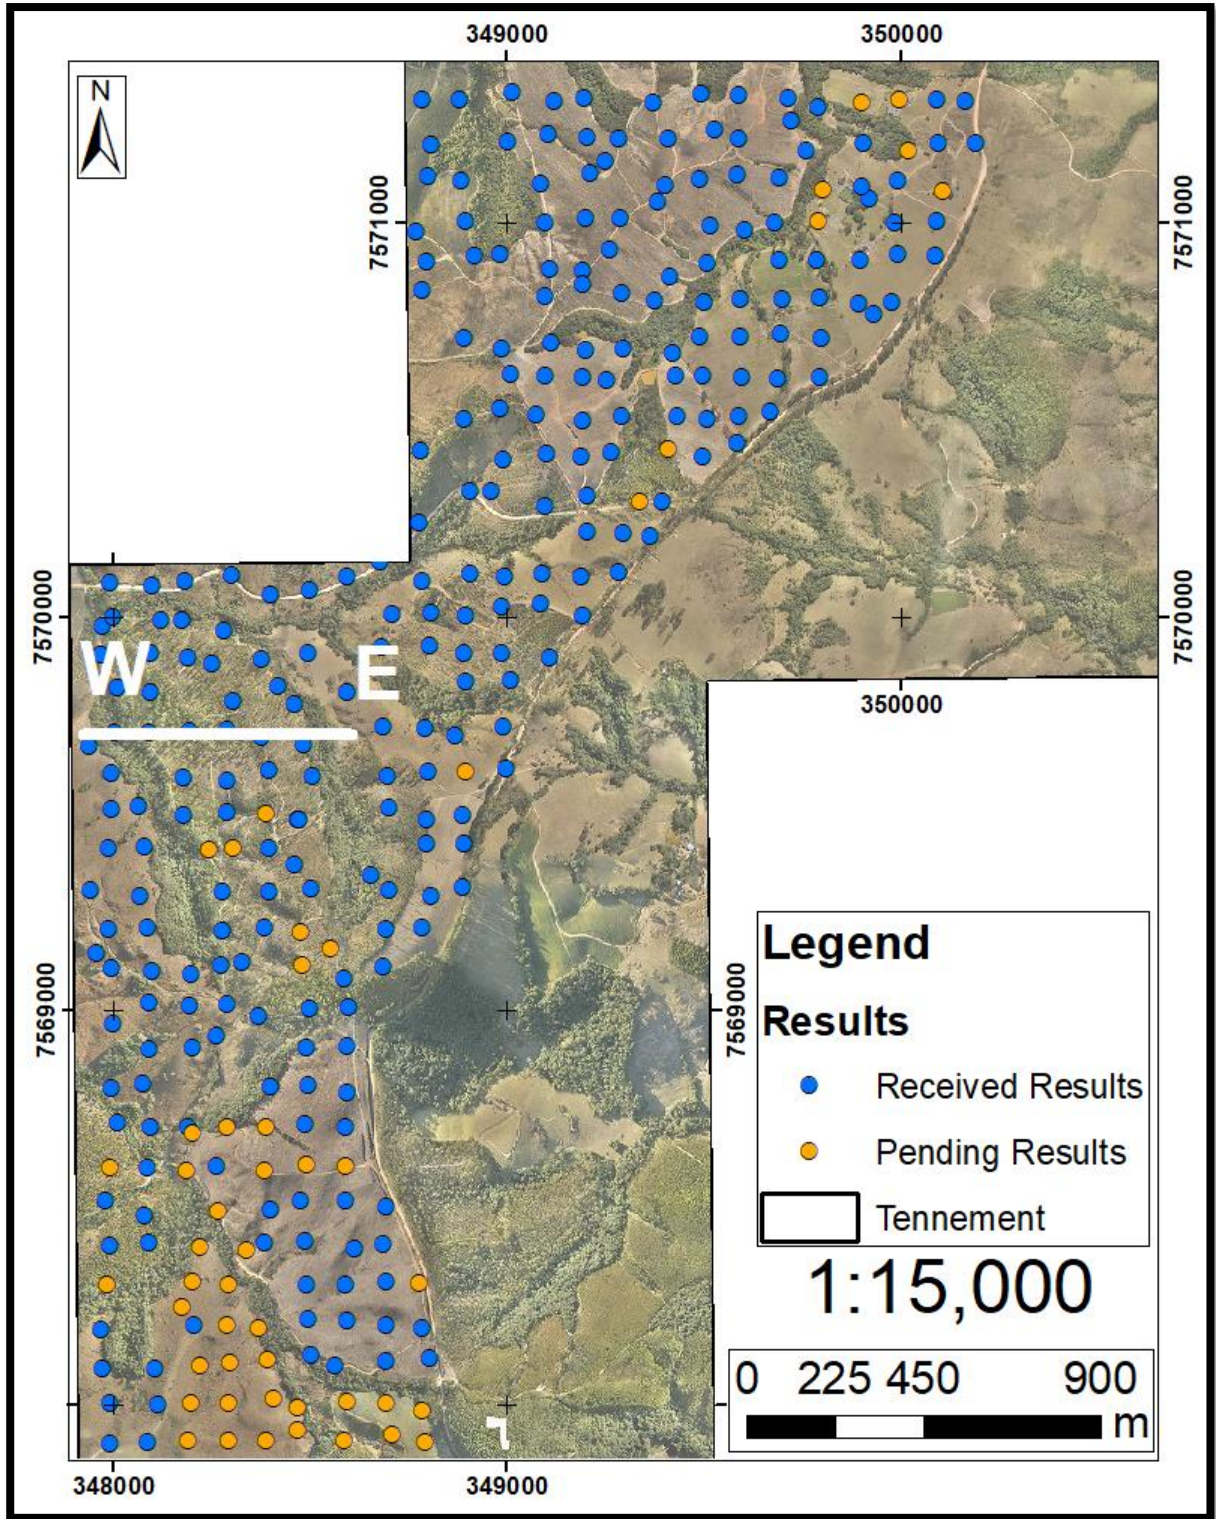 349000 350000
N
7571000 7571000
7570000 7570000
W E
350000
Legend
Results
7569000 7569000
Received Results
Pending Results
Tennement
1:15,000
0 225 450 900
m
348000 349000